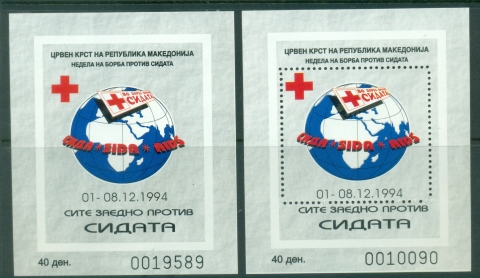 ЦРВЕН КРСТ НА РЕПУБЛИКА МАКЕДОНИЈА
НЕДЕЛА НА БОРБА ПРОТИВ СИДАТА
СИДАТА
СИДА * SIDA * AIDS
01-08.12.1994
СИТЕ ЗАЕДНО ПРОТИВ
СИДАТА
40 ден. 0019589
ЦРВЕН КРСТ НА РЕПУБЛИКА МАКЕДОНИЈА
НЕДЕЛА НА БОРБА ПРОТИВ СИДАТА
СИДАТА
СИДА * SIDA * AIDS
01-08.12.1994
СИТЕ ЗАЕДНО ПРОТИВ
СИДАТА
40 ден. 0010090